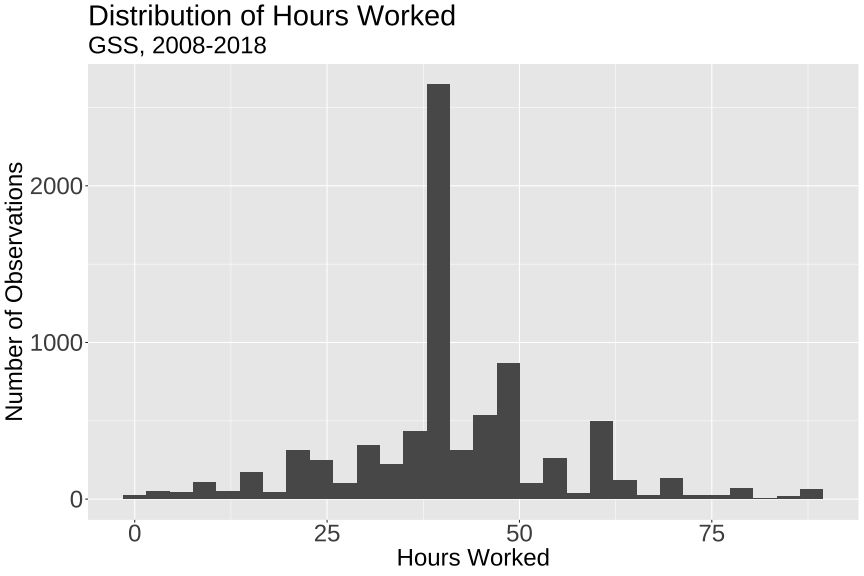 Distribution of Hours Worked
GSS, 2008-2018
Number of Observations
2000
1000
0
0 25 50 75
Hours Worked